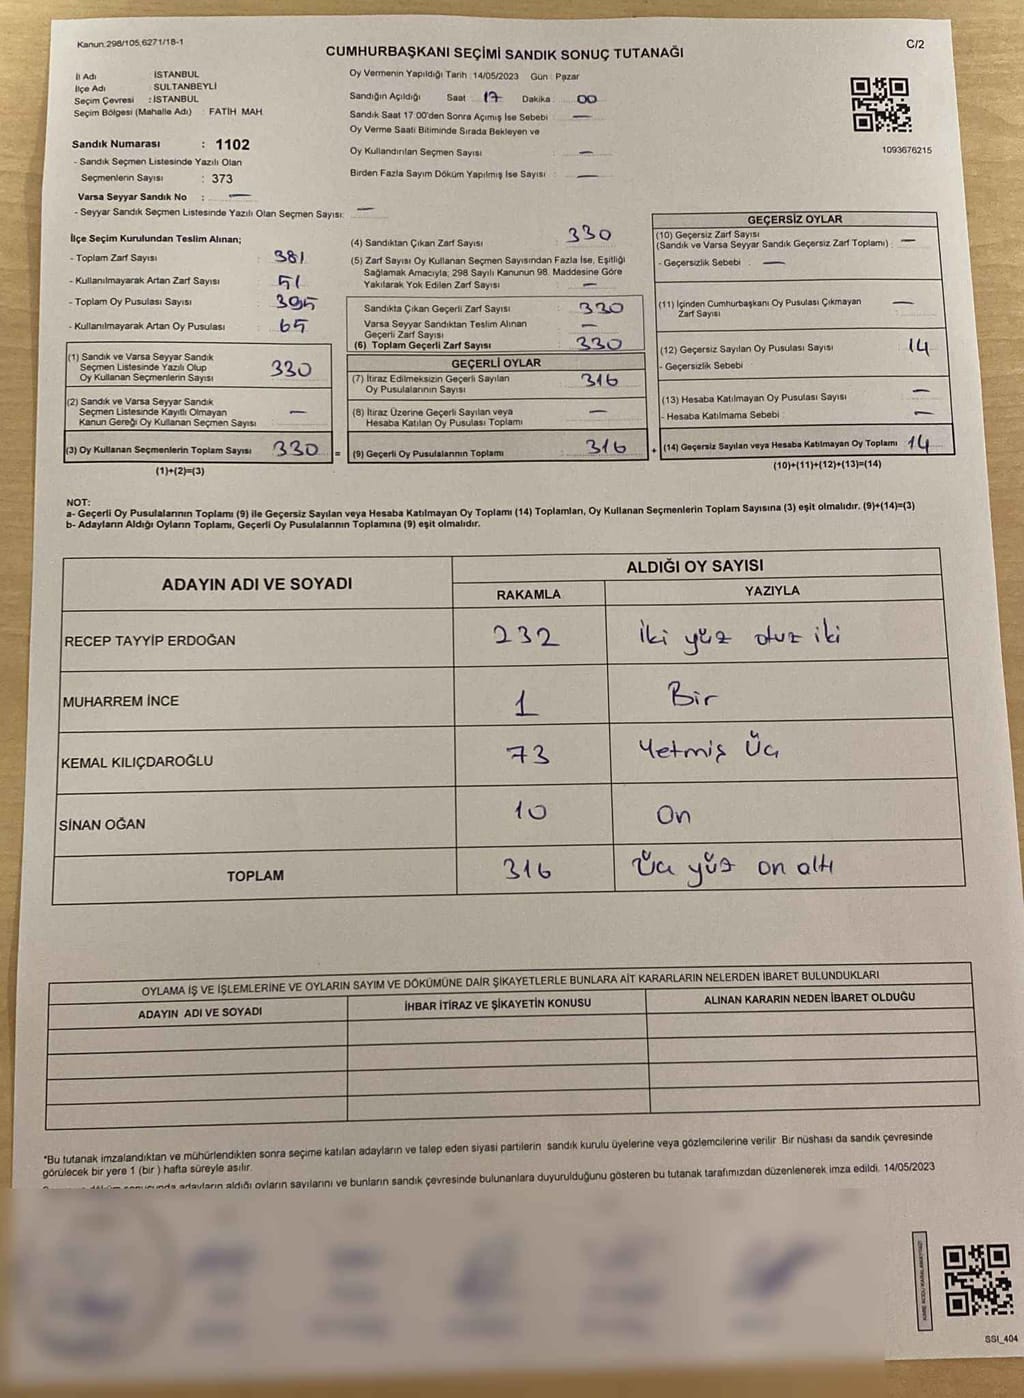 Kanun:298/105,6271/18-1
C/2
CUMHURBAŞKANI SEÇİMİ SANDIK SONUÇ TUTANAĞI
İl Adı İSTANBUL
İlçe Adı : SULTANBEYLİ
Seçim Çevresi : İSTANBUL
Seçim Bölgesi (Mahalle Adı) : FATİH MAH
Sandık Numarası : 1102
- Sandık Seçmen Listesinde Yazılı Olan
Seçmenlerin Sayısı : 373
Varsa Seyyar Sandık No : —
- Seyyar Sandık Seçmen Listesinde Yazılı Olan Seçmen Sayısı: —
Oy Vermenin Yapıldığı Tarih : 14/05/2023 Gün : Pazar
Sandığın Açıldığı Saat : 17 Dakika : 00
Sandık Saat 17:00'den Sonra Açımış İse Sebebi : —
Oy Verme Saati Bitiminde Sırada Bekleyen ve
Oy Kullandırılan Seçmen Sayısı : —
Birden Fazla Sayım Döküm Yapılmış İse Sayısı : —
1093676215
İlçe Seçim Kurulundan Teslim Alınan;
- Toplam Zarf Sayısı : 381
- Kullanılmayarak Artan Zarf Sayısı : 51
- Toplam Oy Pusulası Sayısı : 395
- Kullanılmayarak Artan Oy Pusulası : 65
(1) Sandık ve Varsa Seyyar Sandık
Seçmen Listesinde Yazılı Olup
Oy Kullanan Seçmenlerin Sayısı 330
(2) Sandık ve Varsa Seyyar Sandık
Seçmen Listesinde Kayıtlı Olmayan
Kanun Gereği Oy Kullanan Seçmen Sayısı —
(3) Oy Kullanan Seçmenlerin Toplam Sayısı 330 =
(1)+(2)=(3)
(4) Sandıktan Çıkan Zarf Sayısı : 330
(5) Zarf Sayısı Oy Kullanan Seçmen Sayısından Fazla İse, Eşitliği
Sağlamak Amacıyla; 298 Sayılı Kanunun 98. Maddesine Göre
Yakılarak Yok Edilen Zarf Sayısı : —
Sandıkta Çıkan Geçerli Zarf Sayısı : 330
Varsa Seyyar Sandıktan Teslim Alınan
Geçerli Zarf Sayısı : —
(6) Toplam Geçerli Zarf Sayısı : 330
GEÇERLİ OYLAR
(7) İtiraz Edilmeksizin Geçerli Sayılan
Oy Pusulalarının Sayısı : 316
(8) İtiraz Üzerine Geçerli Sayılan veya
Hesaba Katılan Oy Pusulası Toplamı : —
(9) Geçerli Oy Pusulalarının Toplamı : 316 +
GEÇERSİZ OYLAR
(10) Geçersiz Zarf Sayısı
(Sandık ve Varsa Seyyar Sandık Geçersiz Zarf Toplamı) : —
- Geçersizlik Sebebi : —
(11) İçinden Cumhurbaşkanı Oy Pusulası Çıkmayan
Zarf Sayısı : —
(12) Geçersiz Sayılan Oy Pusulası Sayısı : 14
- Geçersizlik Sebebi
(13) Hesaba Katılmayan Oy Pusulası Sayısı : —
- Hesaba Katılmama Sebebi : —
(14) Geçersiz Sayılan veya Hesaba Katılmayan Oy Toplamı 14
(10)+(11)+(12)+(13)=(14)
NOT:
a- Geçerli Oy Pusulalarının Toplamı (9) ile Geçersiz Sayılan veya Hesaba Katılmayan Oy Toplamı (14) Toplamları, Oy Kullanan Seçmenlerin Toplam Sayısına (3) eşit olmalıdır. (9)+(14)=(3)
b- Adayların Aldığı Oyların Toplamı, Geçerli Oy Pusulalarının Toplamına (9) eşit olmalıdır.
ADAYIN ADI VE SOYADI
ALDIĞI OY SAYISI
RAKAMLA YAZIYLA
RECEP TAYYİP ERDOĞAN 232 İki yüz otuz iki
MUHARREM İNCE 1 Bir
KEMAL KILIÇDAROĞLU 73 Yetmiş Üç
SİNAN OĞAN 10 On
TOPLAM 316 Üç yüz on altı
OYLAMA İŞ VE İŞLEMLERİNE VE OYLARIN SAYIM VE DÖKÜMÜNE DAİR ŞİKAYETLERLE BUNLARA AİT KARARLARIN NELERDEN İBARET BULUNDUKLARI
ADAYIN ADI VE SOYADI İHBAR İTİRAZ VE ŞİKAYETİN KONUSU ALINAN KARARIN NEDEN İBARET OLDUĞU
*Bu tutanak imzalandıktan ve mühürlendikten sonra seçime katılan adayların ve talep eden siyasi partilerin sandık kurulu üyelerine veya gözlemcilerine verilir Bir nüshası da sandık çevresinde
görülecek bir yere 1 (bir ) hafta süreyle asılır.
adayların aldığı oyların sayılarını ve bunların sandık çevresinde bulunanlara duyurulduğunu gösteren bu tutanak tarafımızdan düzenlenerek imza edildi. 14/05/2023
SSI_404